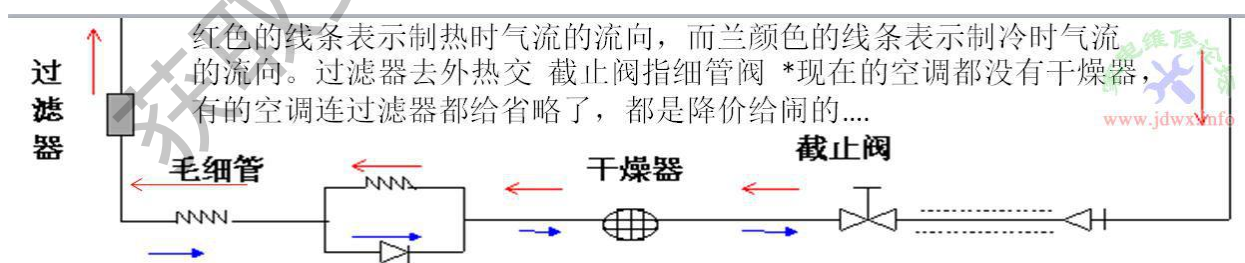 红色的线条表示制热时气流的流向，而兰颜色的线条表示制冷时气流
的流向。过滤器去外热交 截止阀指细管阀 *现在的空调都没有干燥器，
有的空调连过滤器都给省略了，都是降价给闹的....
过
滤
器
毛细管
干燥器
截止阀
www.jdwx.info
获取